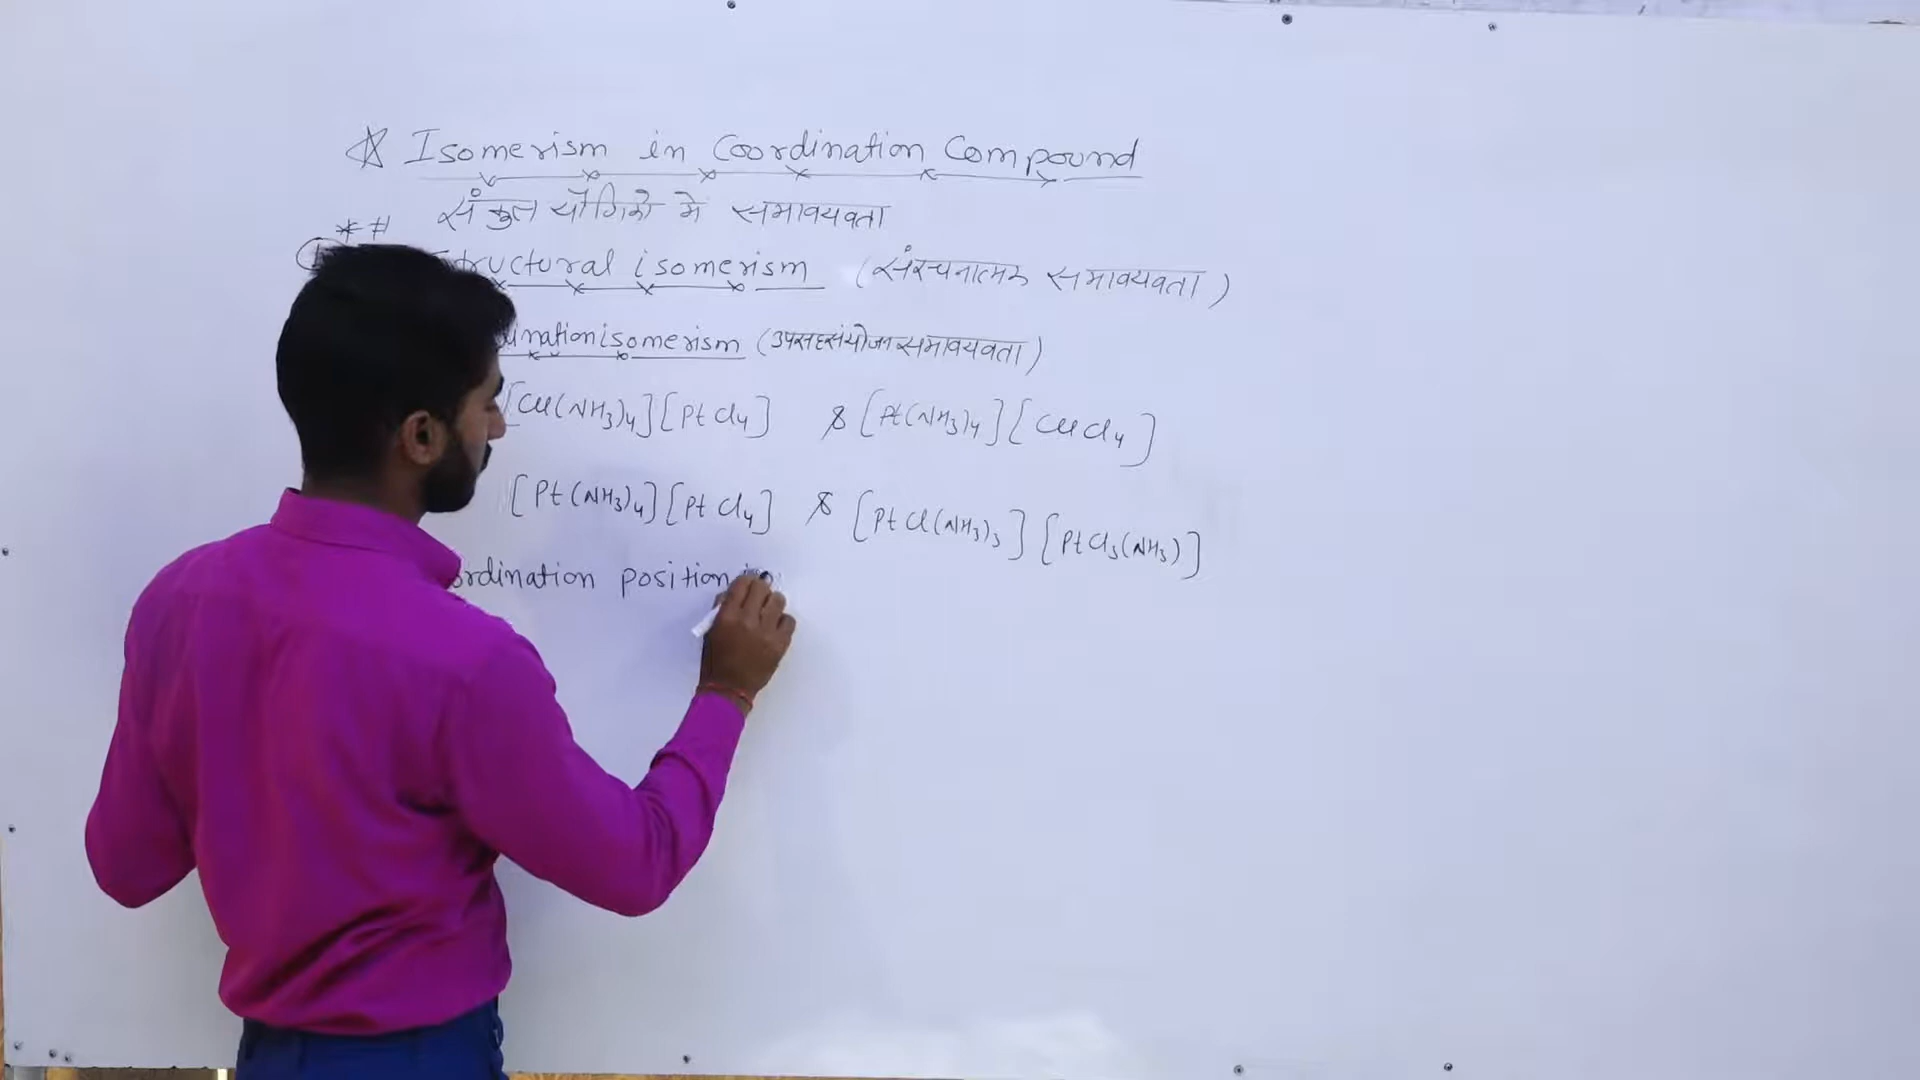 ☆ Isomerism in Coordination Compound
संकुल यौगिको मे समावयवता
** #
structural isomerism (संरचनात्मक समावयवता)
dination isomerism (उपसहसंयोजन समावयवता)
[Cu(NH3)4][PtCl4] & [Pt(NH3)4][CuCl4]
[Pt(NH3)4][PtCl4] & [PtCl(NH3)3][PtCl3(NH3)]
ordination position